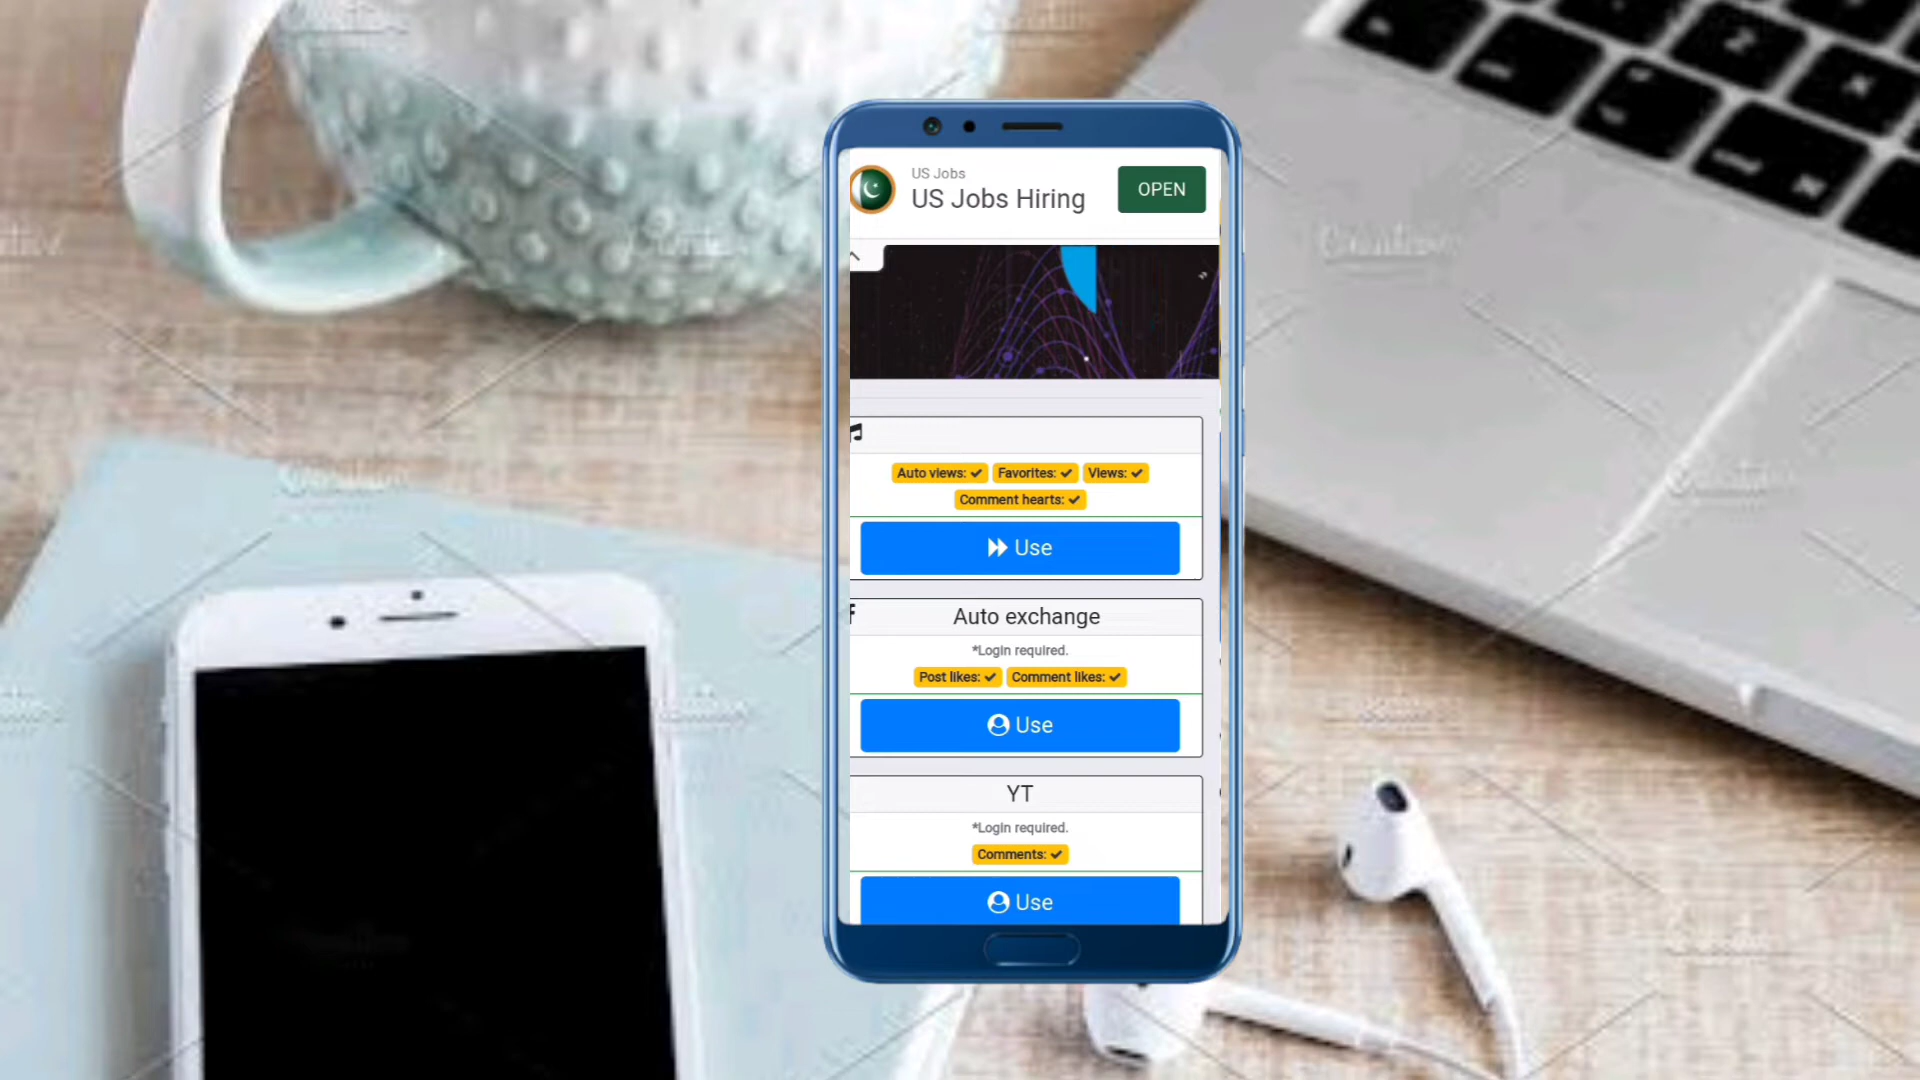 US Jobs
US Jobs Hiring
OPEN
Auto views: ✔ Favorites: ✔ Views: ✔
Comment hearts: ✔
Use
Auto exchange
*Login required.
Post likes: ✔ Comment likes: ✔
Use
YT
*Login required.
Comments: ✔
Use